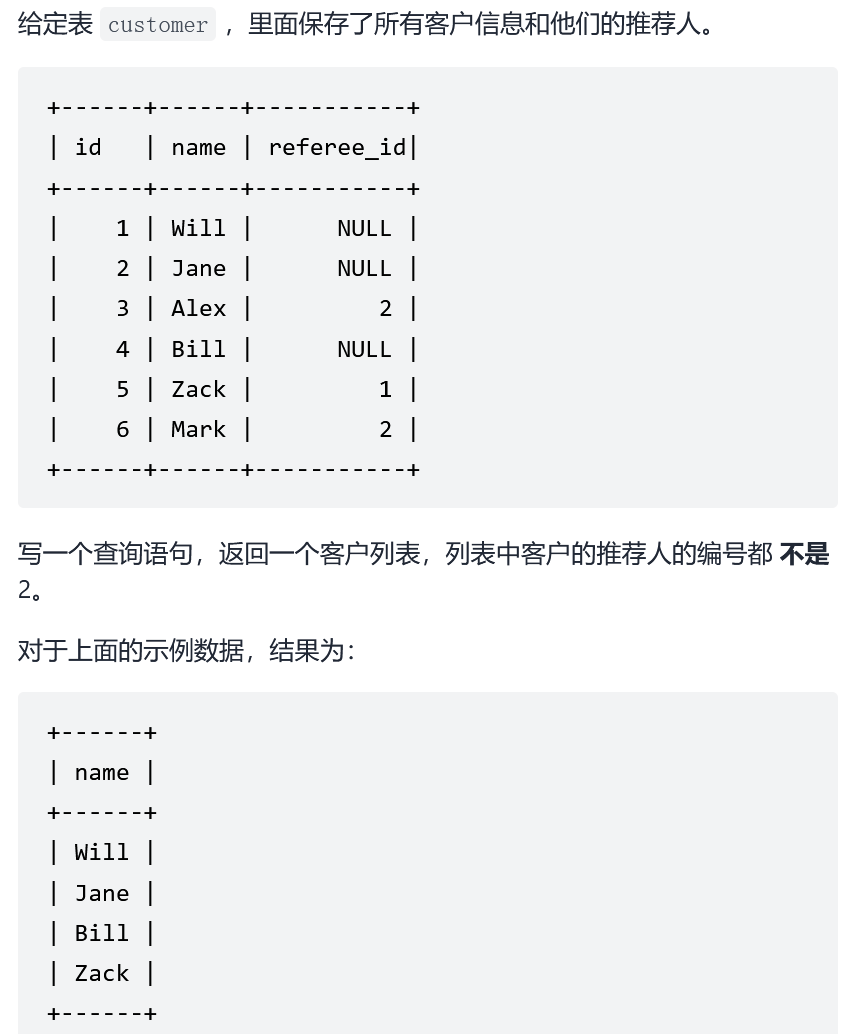 给定表 customer ，里面保存了所有客户信息和他们的推荐人。
+------+------+-----------+
| id   | name | referee_id|
+------+------+-----------+
|    1 | Will |      NULL |
|    2 | Jane |      NULL |
|    3 | Alex |         2 |
|    4 | Bill |      NULL |
|    5 | Zack |         1 |
|    6 | Mark |         2 |
+------+------+-----------+
写一个查询语句，返回一个客户列表，列表中客户的推荐人的编号都 不是
2。
对于上面的示例数据，结果为：
+------+
| name |
+------+
| Will |
| Jane |
| Bill |
| Zack |
+------+